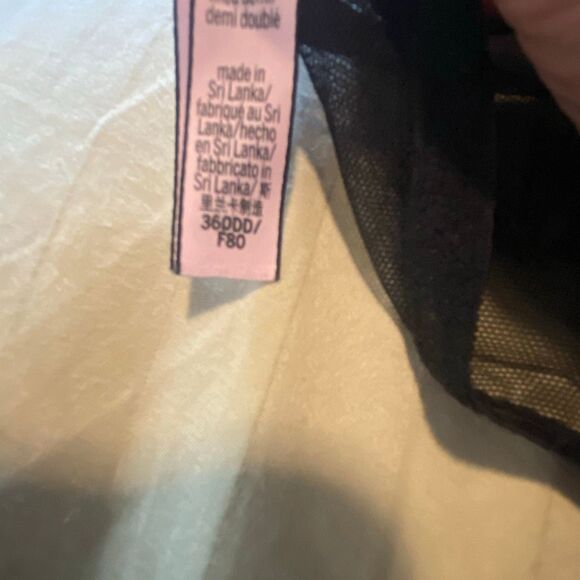 demi doublé
made in
Sri Lanka/
fabriqué au Sri
Lanka/hecho
en Sri Lanka/
fabbricato in
Sri Lanka/ 斯
里兰卡制造
36DDD/
F80